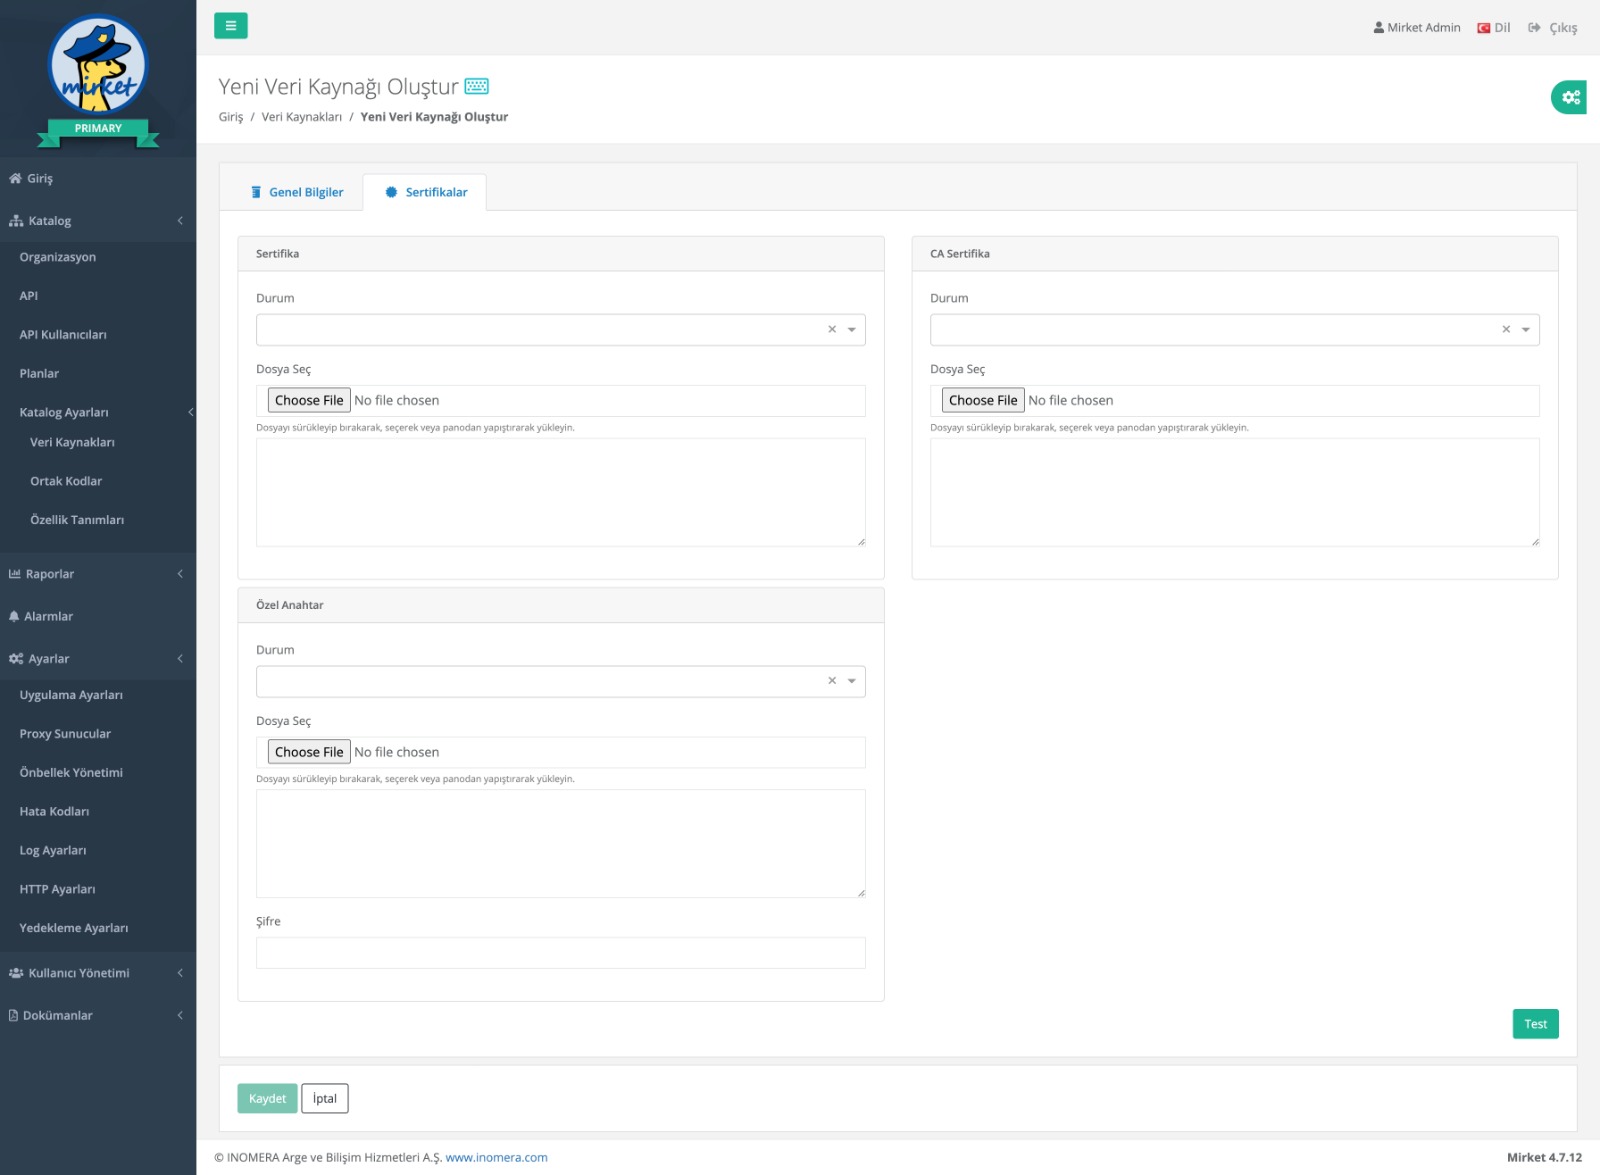 mirket
PRIMARY
Giriş
Katalog
Organizasyon
API
API Kullanıcıları
Planlar
Katalog Ayarları
Veri Kaynakları
Ortak Kodlar
Özellik Tanımları
Raporlar
Alarmlar
Ayarlar
Uygulama Ayarları
Proxy Sunucular
Önbellek Yönetimi
Hata Kodları
Log Ayarları
HTTP Ayarları
Yedekleme Ayarları
Kullanıcı Yönetimi
Dokümanlar
Mirket Admin Dil Çıkış
Yeni Veri Kaynağı Oluştur
Giriş / Veri Kaynakları / Yeni Veri Kaynağı Oluştur
Genel Bilgiler Sertifikalar
Sertifika
Durum
Dosya Seç
Choose File No file chosen
Dosyayı sürükleyip bırakarak, seçerek veya panodan yapıştırarak yükleyin.
CA Sertifika
Durum
Dosya Seç
Choose File No file chosen
Dosyayı sürükleyip bırakarak, seçerek veya panodan yapıştırarak yükleyin.
Özel Anahtar
Durum
Dosya Seç
Choose File No file chosen
Dosyayı sürükleyip bırakarak, seçerek veya panodan yapıştırarak yükleyin.
Şifre
Test
Kaydet İptal
© INOMERA Arge ve Bilişim Hizmetleri A.Ş. www.inomera.com Mirket 4.7.12